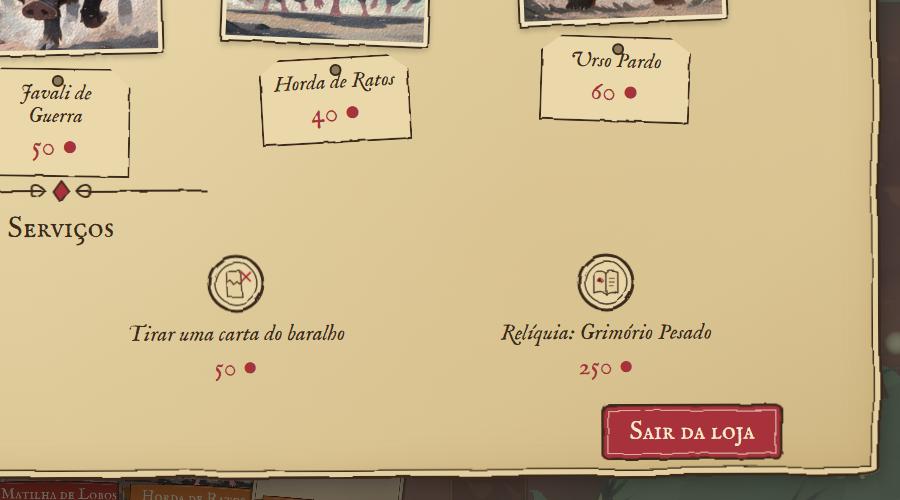 Javali de
Guerra
50
Horda de Ratos
40
Urso Pardo
60
Serviços
Tirar uma carta do baralho
50
Relíquia: Grimório Pesado
250
Sair da loja
Matilha de Lobos
Horda de Ratos